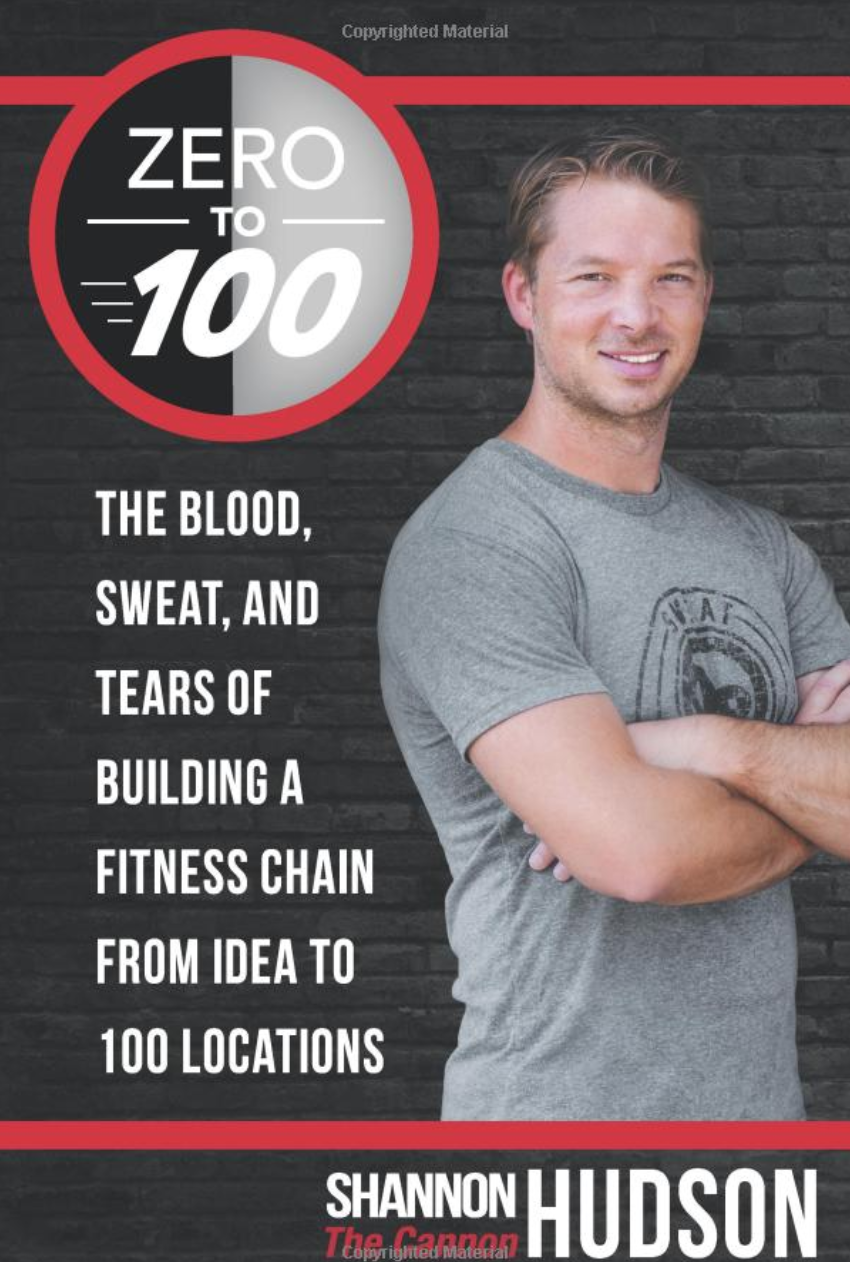 Copyrighted Material
ZERO
TO
100
THE BLOOD,
SWEAT, AND
TEARS OF
BUILDING A
FITNESS CHAIN
FROM IDEA TO
100 LOCATIONS
SHANNON
The Cannon
HUDSON
Copyrighted Material